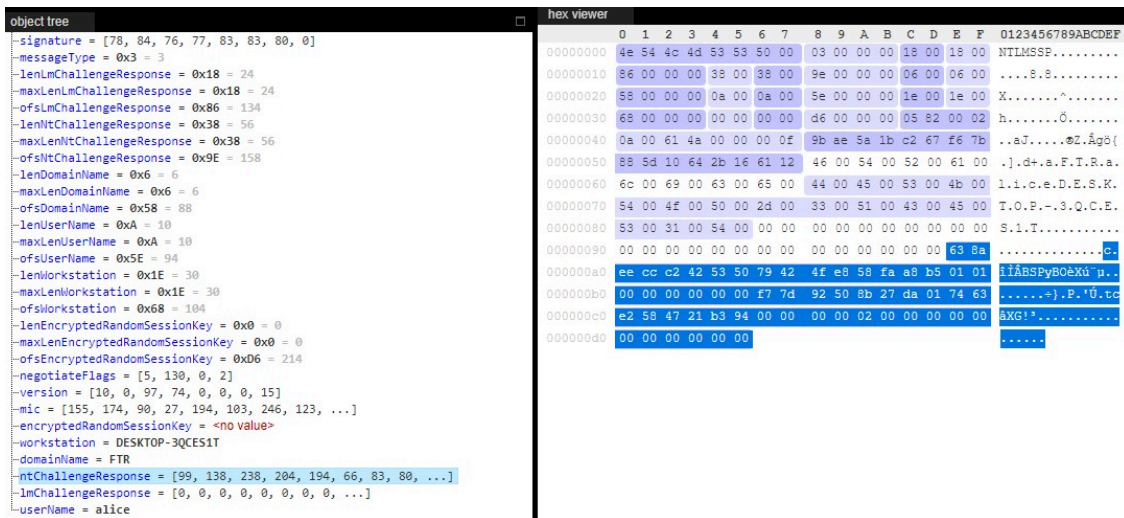 object tree
signature = [78, 84, 76, 77, 83, 83, 80, 0]
messageType = 0x3 = 3
lenLmChallengeResponse = 0x18 = 24
maxLenLmChallengeResponse = 0x18 = 24
ofsLmChallengeResponse = 0x86 = 134
lenNtChallengeResponse = 0x38 = 56
maxLenNtChallengeResponse = 0x38 = 56
ofsNtChallengeResponse = 0x9E = 158
lenDomainName = 0x6 = 6
maxLenDomainName = 0x6 = 6
ofsDomainName = 0x58 = 88
lenUserName = 0xA = 10
maxLenUserName = 0xA = 10
ofsUserName = 0x5E = 94
lenWorkstation = 0x1E = 30
maxLenWorkstation = 0x1E = 30
ofsWorkstation = 0x68 = 104
lenEncryptedRandomSessionKey = 0x0 = 0
maxLenEncryptedRandomSessionKey = 0x0 = 0
ofsEncryptedRandomSessionKey = 0xD6 = 214
negotiateFlags = [5, 130, 0, 2]
version = [10, 0, 97, 74, 0, 0, 0, 15]
mic = [155, 174, 90, 27, 194, 103, 246, 123, ...]
encryptedRandomSessionKey = <no value>
workstation = DESKTOP-3QCES1T
domainName = FTR
ntChallengeResponse = [99, 138, 238, 204, 194, 66, 83, 80, ...]
lmChallengeResponse = [0, 0, 0, 0, 0, 0, 0, 0, ...]
userName = alice
hex viewer
0 1 2 3 4 5 6 7 8 9 A B C D E F 0123456789ABCDEF
00000000 4e 54 4c 4d 53 53 50 00 03 00 00 00 18 00 18 00 NTLMSSP.........
00000010 86 00 00 00 38 00 38 00 9e 00 00 00 06 00 06 00 ....8.8.........
00000020 58 00 00 00 0a 00 0a 00 5e 00 00 00 1e 00 1e 00 X.......^.......
00000030 68 00 00 00 00 00 00 00 d6 00 00 00 05 82 00 02 h.......Ö.......
00000040 0a 00 61 4a 00 00 00 0f 9b ae 5a 1b c2 67 f6 7b ..aJ.....®Z.Âgö{
00000050 88 5d 10 64 2b 16 61 12 46 00 54 00 52 00 61 00 .].d+.a.F.T.R.a.
00000060 6c 00 69 00 63 00 65 00 44 00 45 00 53 00 4b 00 l.i.c.e.D.E.S.K.
00000070 54 00 4f 00 50 00 2d 00 33 00 51 00 43 00 45 00 T.O.P.-.3.Q.C.E.
00000080 53 00 31 00 54 00 00 00 00 00 00 00 00 00 00 00 S.1.T...........
00000090 00 00 00 00 00 00 00 00 00 00 00 00 00 00 63 8a ..............c.
000000a0 ee cc c2 42 53 50 79 42 4f e8 58 fa a8 b5 01 01 îÌÂBSPyBOèXú¨µ..
000000b0 00 00 00 00 00 00 f7 7d 92 50 8b 27 da 01 74 63 ......÷}.P.'Ú.tc
000000c0 e2 58 47 21 b3 94 00 00 00 00 02 00 00 00 00 00 âXG!³...........
000000d0 00 00 00 00 00 00 ......